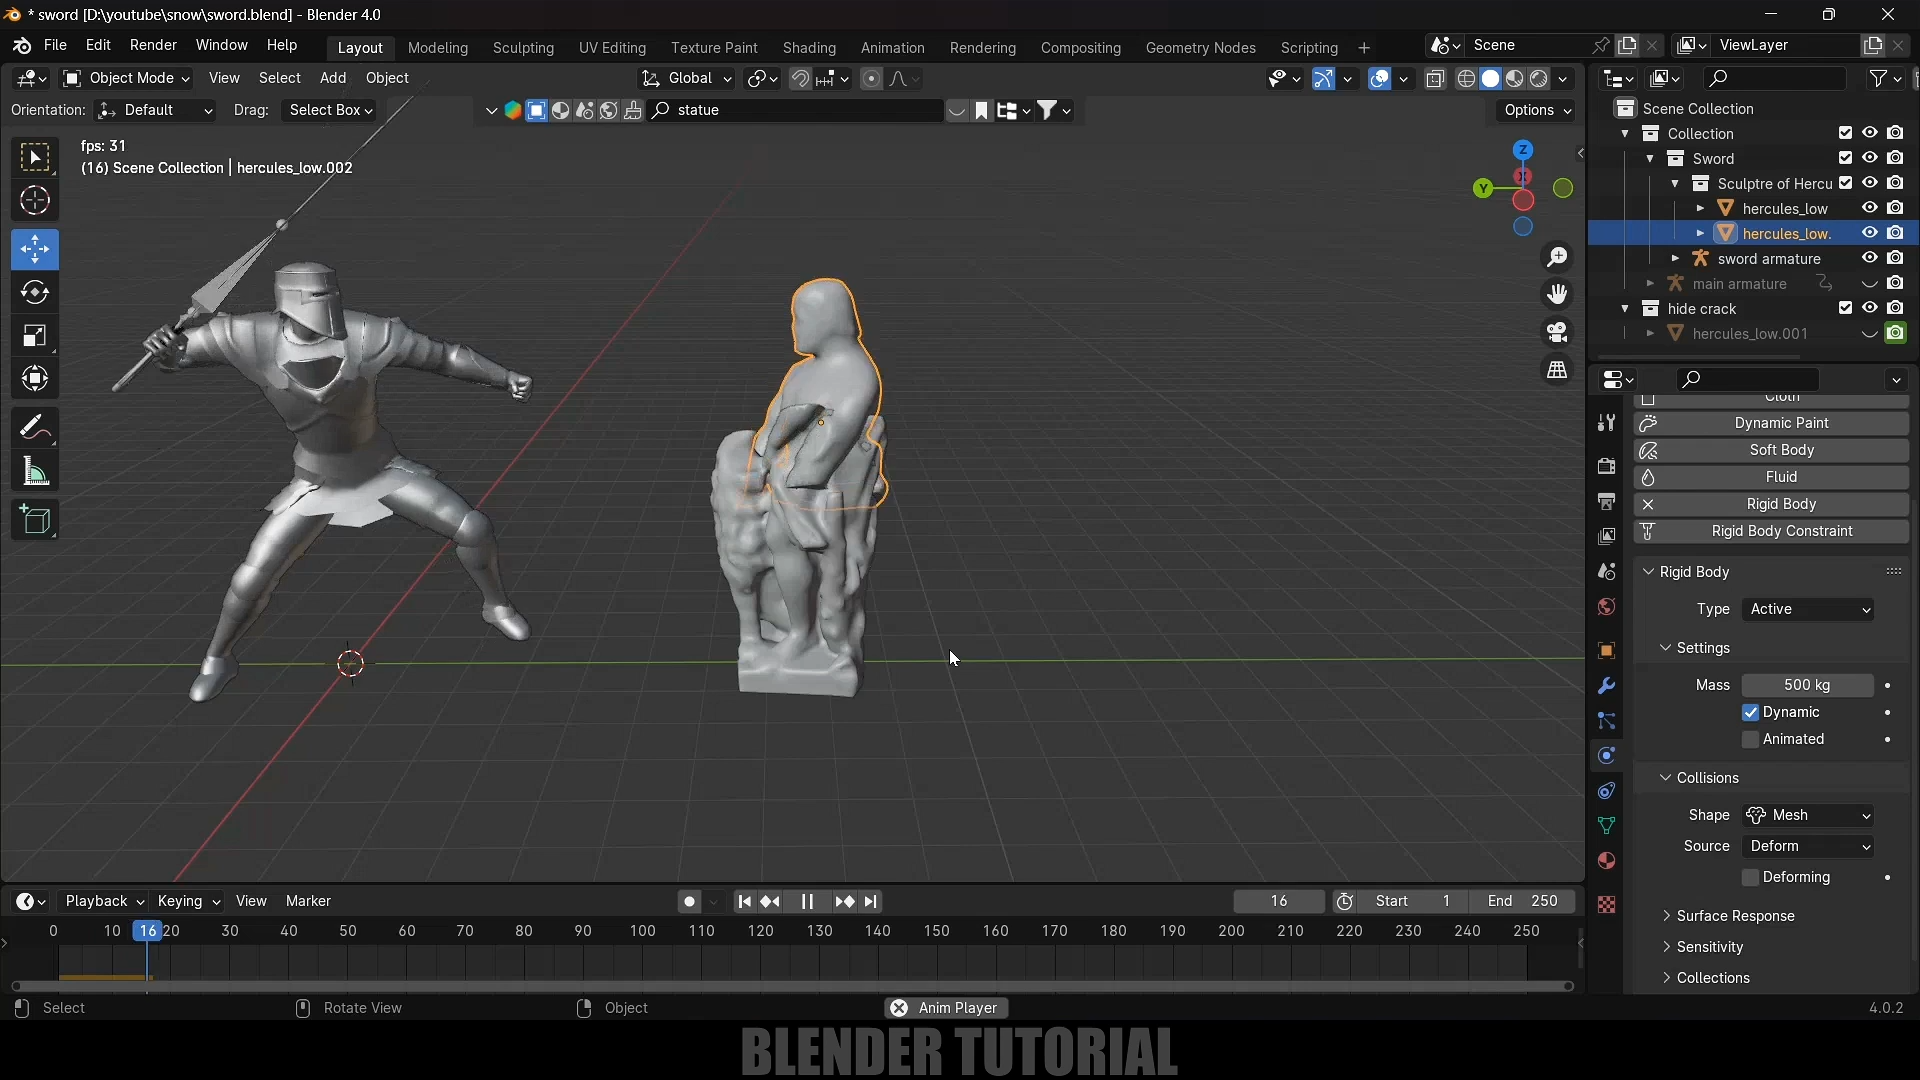 * sword [D:\youtube\snow\sword.blend] - Blender 4.0
File Edit Render Window Help Layout Modeling Sculpting UV Editing Texture Paint Shading Animation Rendering Compositing Geometry Nodes Scripting + Scene ViewLayer
Object Mode View Select Add Object Global
Orientation: Default Drag: Select Box statue Options
fps: 31
(16) Scene Collection | hercules_low.002
Z
Y
X
Scene Collection
Collection
Sword
Sculptre of Hercu
hercules_low
hercules_low.
sword armature
main armature
hide crack
hercules_low.001
Cloth
Dynamic Paint
Soft Body
Fluid
Rigid Body
Rigid Body Constraint
Rigid Body
Type Active
Settings
Mass 500 kg
Dynamic
Animated
Collisions
Shape Mesh
Source Deform
Deforming
Surface Response
Sensitivity
Collections
Playback Keying View Marker 16 Start 1 End 250
0 10 16 20 30 40 50 60 70 80 90 100 110 120 130 140 150 160 170 180 190 200 210 220 230 240 250
Select Rotate View Object Anim Player 4.0.2
BLENDER TUTORIAL